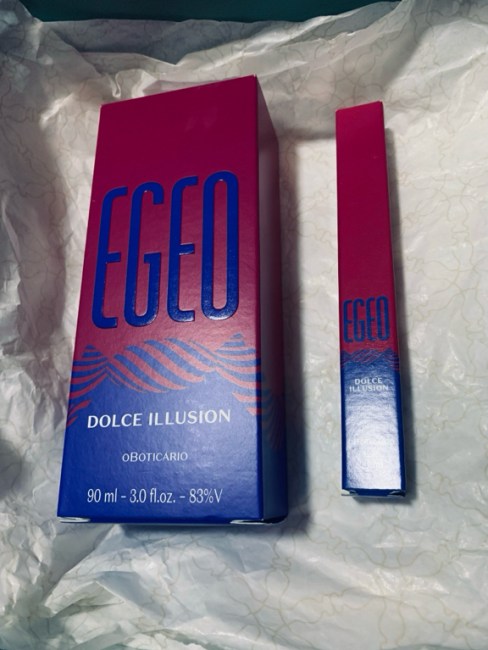 EGEO
DOLCE ILLUSION
oBOTICÁRIO
90 ml - 3.0 fl.oz. - 83%V
EGEO
DOLCE
ILLUSION